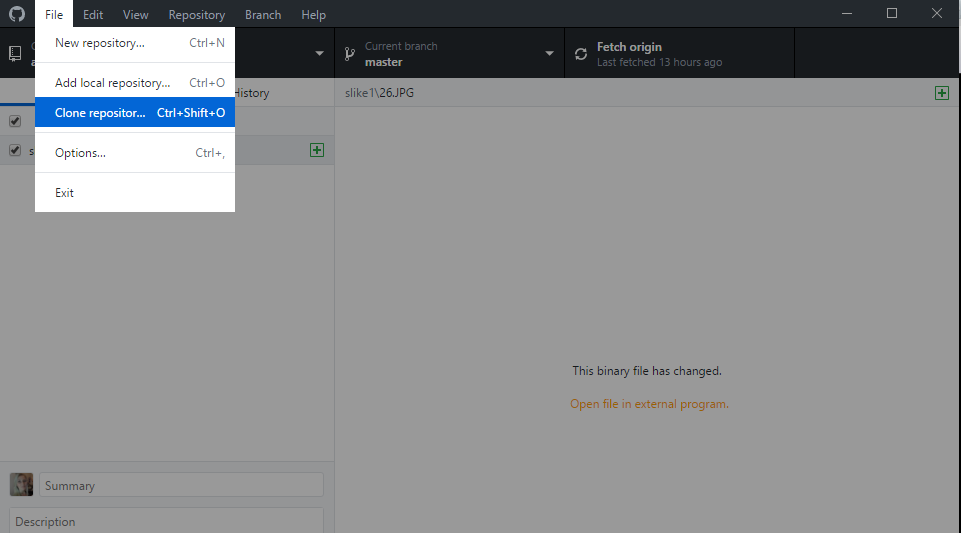 File Edit View Repository Branch Help
New repository... Ctrl+N
Add local repository... Ctrl+O
Clone repositor... Ctrl+Shift+O
Options... Ctrl+,
Exit
Current branch
master
Fetch origin
Last fetched 13 hours ago
History
slike1\26.JPG
This binary file has changed.
Open file in external program.
Summary
Description